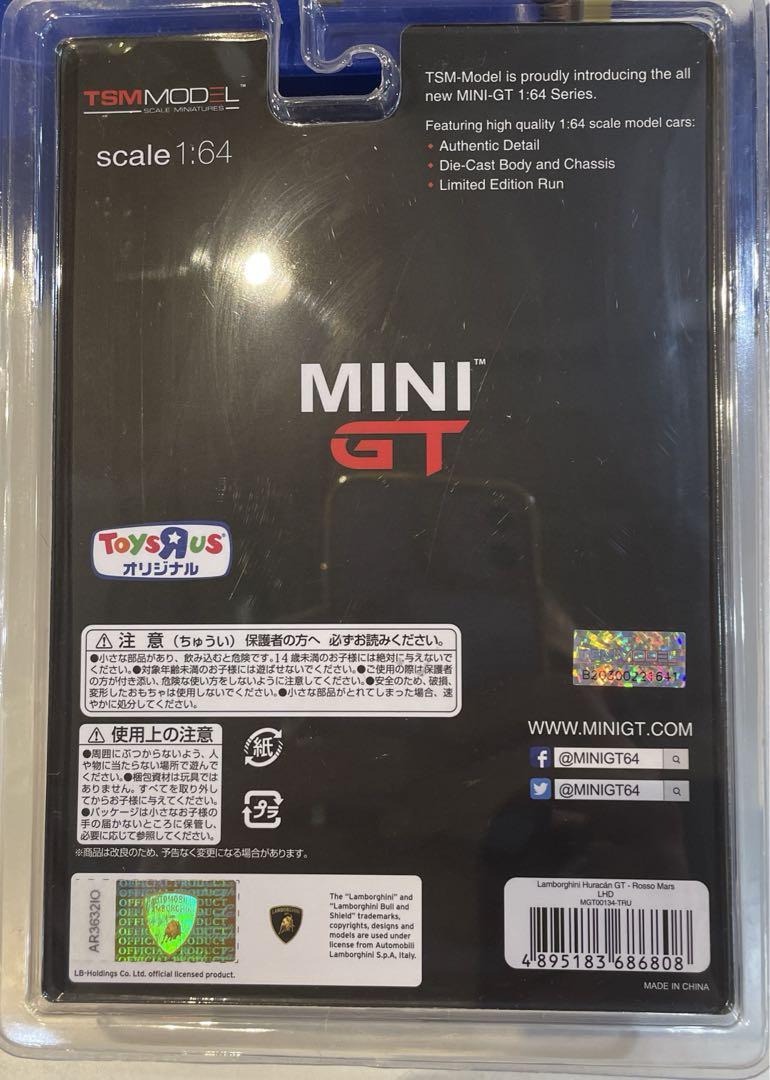 TSMMODEL™
SCALE MINIATURES
scale 1:64
TSM-Model is proudly introducing the all
new MINI-GT 1:64 Series.
Featuring high quality 1:64 scale model cars:
• Authentic Detail
• Die-Cast Body and Chassis
• Limited Edition Run
MINI™
GT
TOYSRUS®
オリジナル
⚠ 注意(ちゅうい) 保護者の方へ 必ずお読みください。
●小さな部品があり、飲み込むと危険です。14歳未満のお子様には絶対に与えないで
ください。●対象年齢未満のお子様には遊ばせないでください。●ご使用の際は保護者
の方が付き添い、危険な使い方をしないように注意してください。●安全のため、破損、
変形したおもちゃは使用しないでください。●小さな部品がとれてしまった場合、速
やかに処分してください。
TSMMODEL
B20300221641
⚠ 使用上の注意
●周囲にぶつからないよう、人
や物に当たらない場所で遊んで
ください。●梱包資材は玩具では
ありません。すべてを取り外し
てからお子様に与えてください。
●パッケージは小さなお子様の
手の届かないところに保管し、
必要に応じて参照してください。
紙
プラ
※商品は改良のため、予告なく変更になる場合があります。
WWW.MINIGT.COM
@MINIGT64
@MINIGT64
AR3632IO
OFFICIAL PRODUCT
AUTOMOBILI
LAMBORGHINI
LB-Holdings Co. Ltd. official licensed product.
LAMBORGHINI
The "Lamborghini" and
"Lamborghini Bull and
Shield" trademarks,
copyrights, designs and
models are used under
license from Automobili
Lamborghini S.p.A, Italy.
Lamborghini Huracán GT - Rosso Mars
LHD
MGT00134-TRU
4 895183 686808
MADE IN CHINA